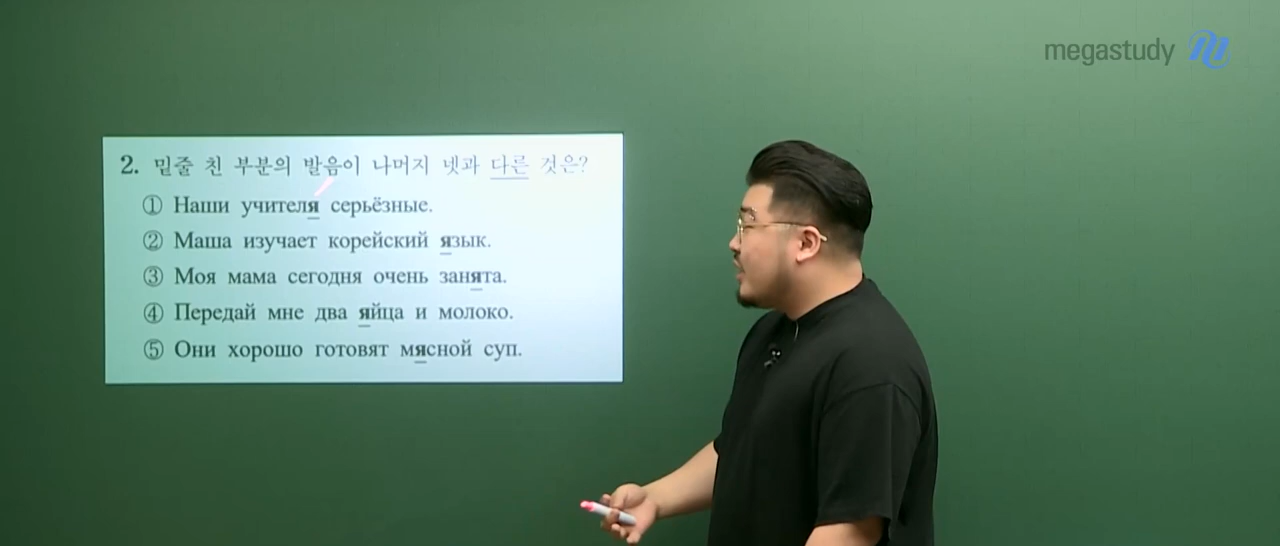 megastudy
2. 밑줄 친 부분의 발음이 나머지 넷과 다른 것은?
① Наши учителя серьёзные.
② Маша изучает корейский язык.
③ Моя мама сегодня очень занята.
④ Передай мне два яйца и молоко.
⑤ Они хорошо готовят мясной суп.